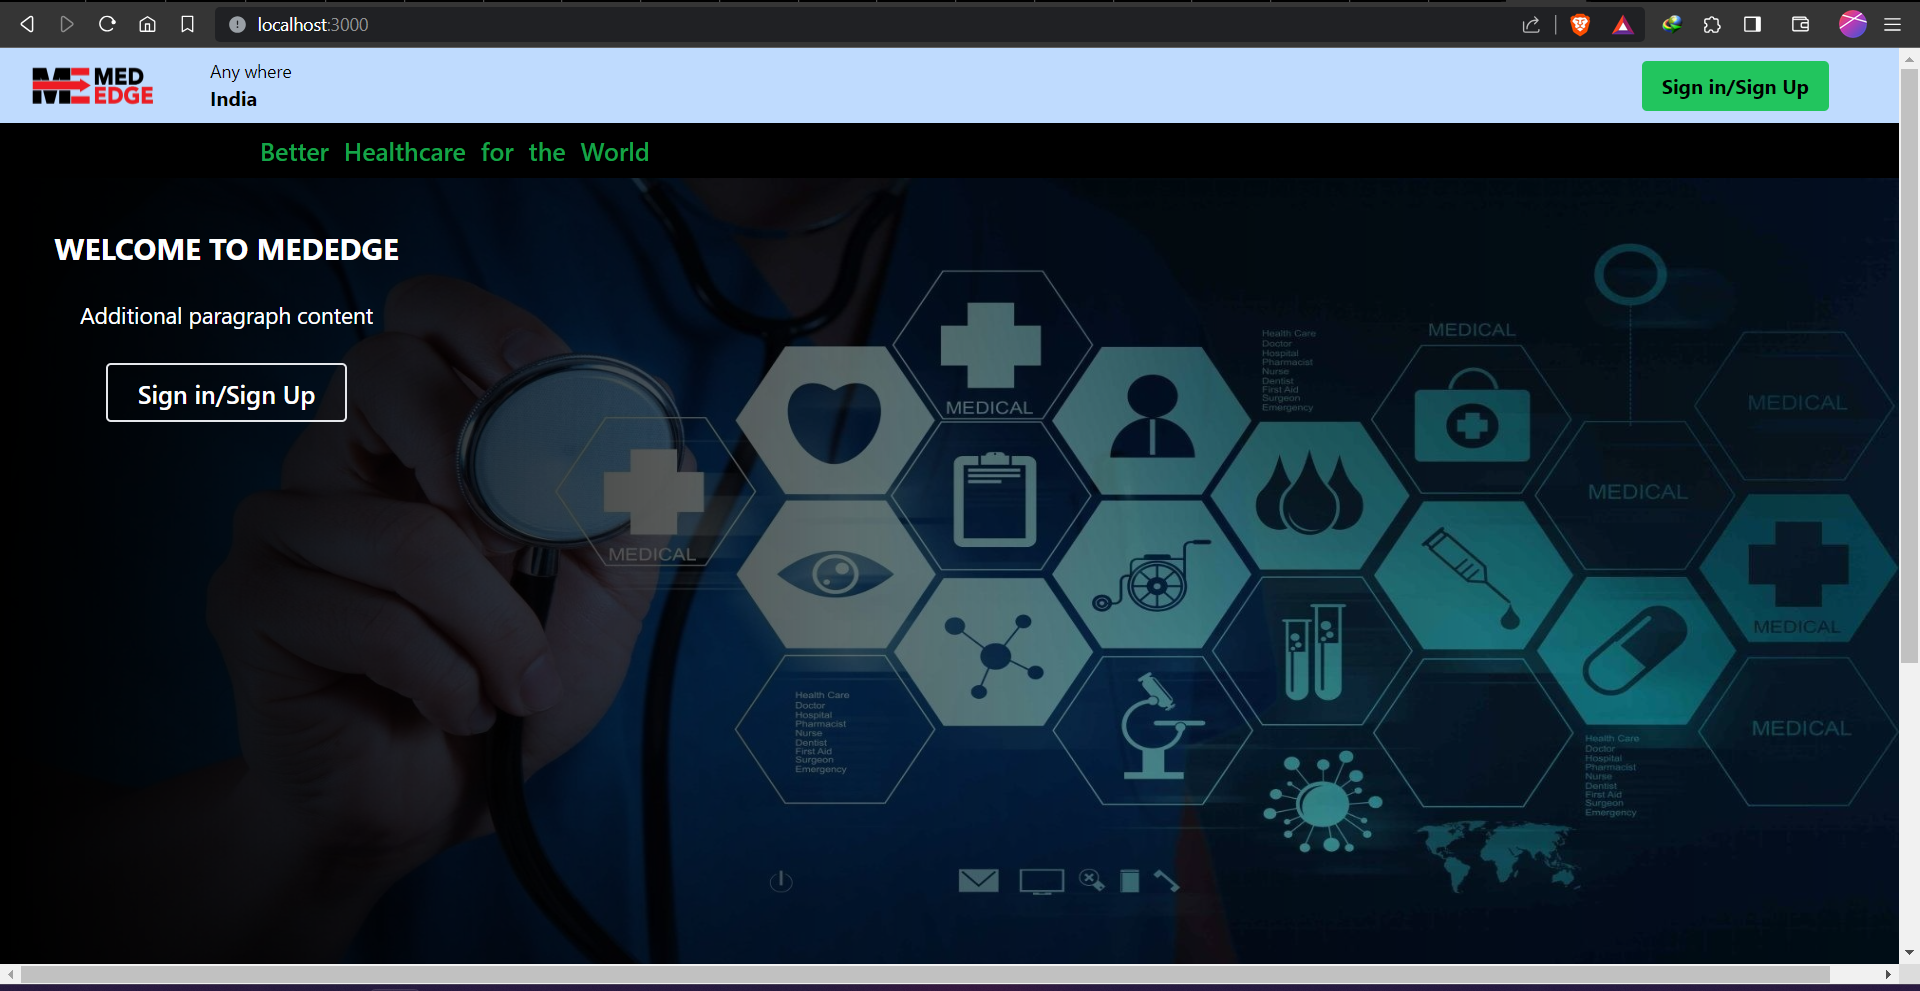 localhost:3000
MED
EDGE
Any where
India
Sign in/Sign Up
Better Healthcare for the World
WELCOME TO MEDEDGE
Additional paragraph content
Sign in/Sign Up
MEDICAL
MEDICAL
Health Care
Doctor
Hospital
Pharmacist
Nurse
Dentist
First Aid
Surgeon
Emergency
MEDICAL
MEDICAL
MEDICAL
MEDICAL
Health Care
Doctor
Hospital
Pharmacist
Nurse
Dentist
First Aid
Surgeon
Emergency
MEDICAL
Health Care
Doctor
Hospital
Pharmacist
Nurse
Dentist
First Aid
Surgeon
Emergency